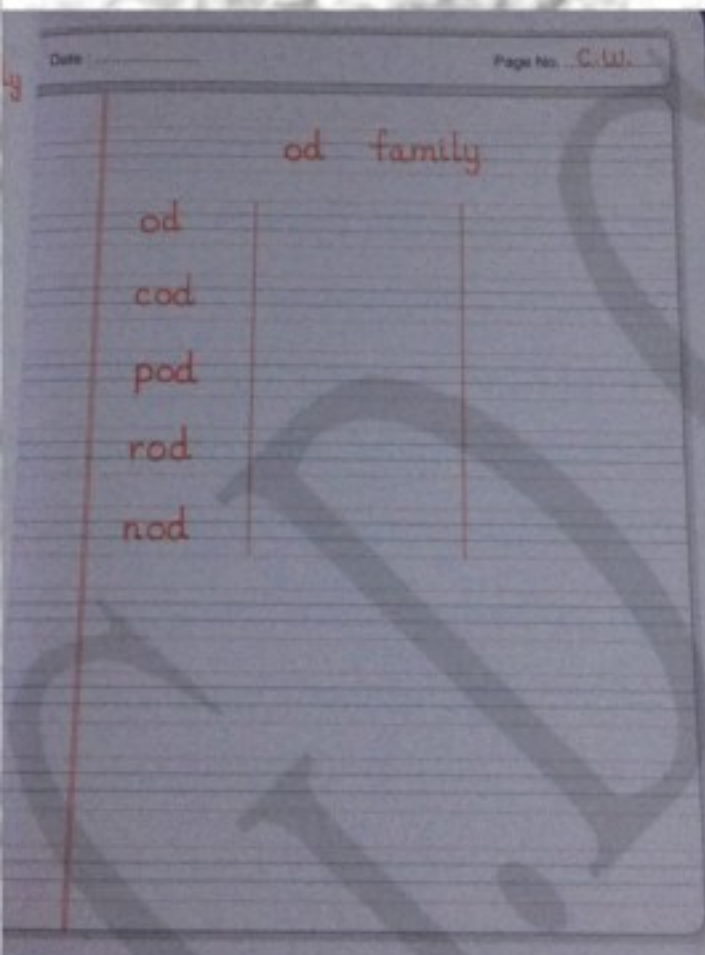 Date : ....................
Page No. ...C.W.
od family
od
cod
pod
rod
nod